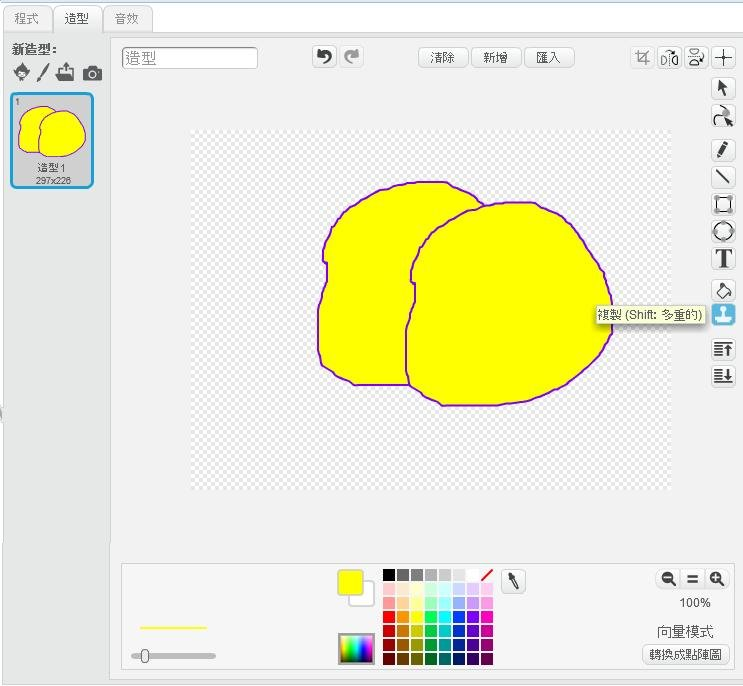 程式 造型 音效
新造型:
造型 清除 新增 匯入
1
造型1
297x226
T
複製 (Shift: 多重的)
100%
向量模式
轉換成點陣圖